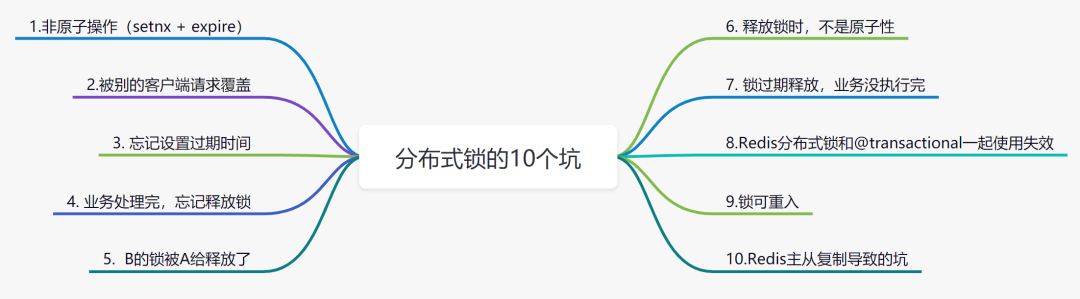 分布式锁的10个坑
1.非原子操作（setnx + expire）
2.被别的客户端请求覆盖
3. 忘记设置过期时间
4. 业务处理完，忘记释放锁
5. B的锁被A给释放了
6. 释放锁时，不是原子性
7. 锁过期释放，业务没执行完
8.Redis分布式锁和@transactional一起使用失效
9.锁可重入
10.Redis主从复制导致的坑